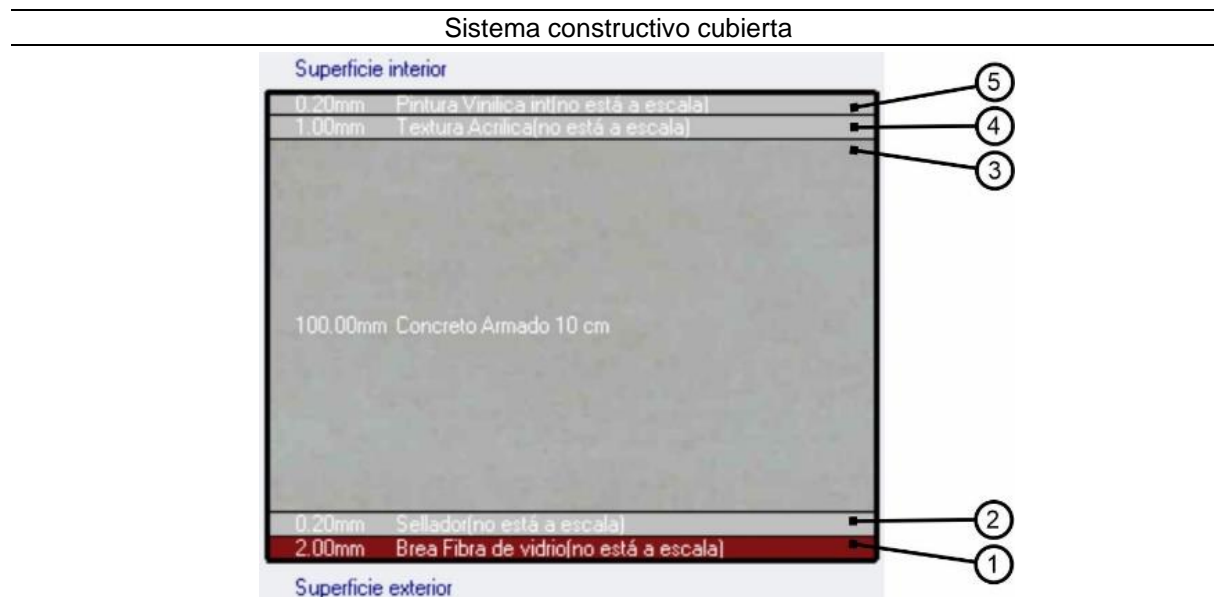 Sistema constructivo cubierta
Superficie interior
5
0.20mm Pintura Vinilica int(no está a escala)
1.00mm Textura Acrilica(no está a escala)
4
3
100.00mm Concreto Armado 10 cm
0.20mm Sellador(no está a escala)
2
2.00mm Brea Fibra de vidrio(no está a escala)
1
Superficie exterior